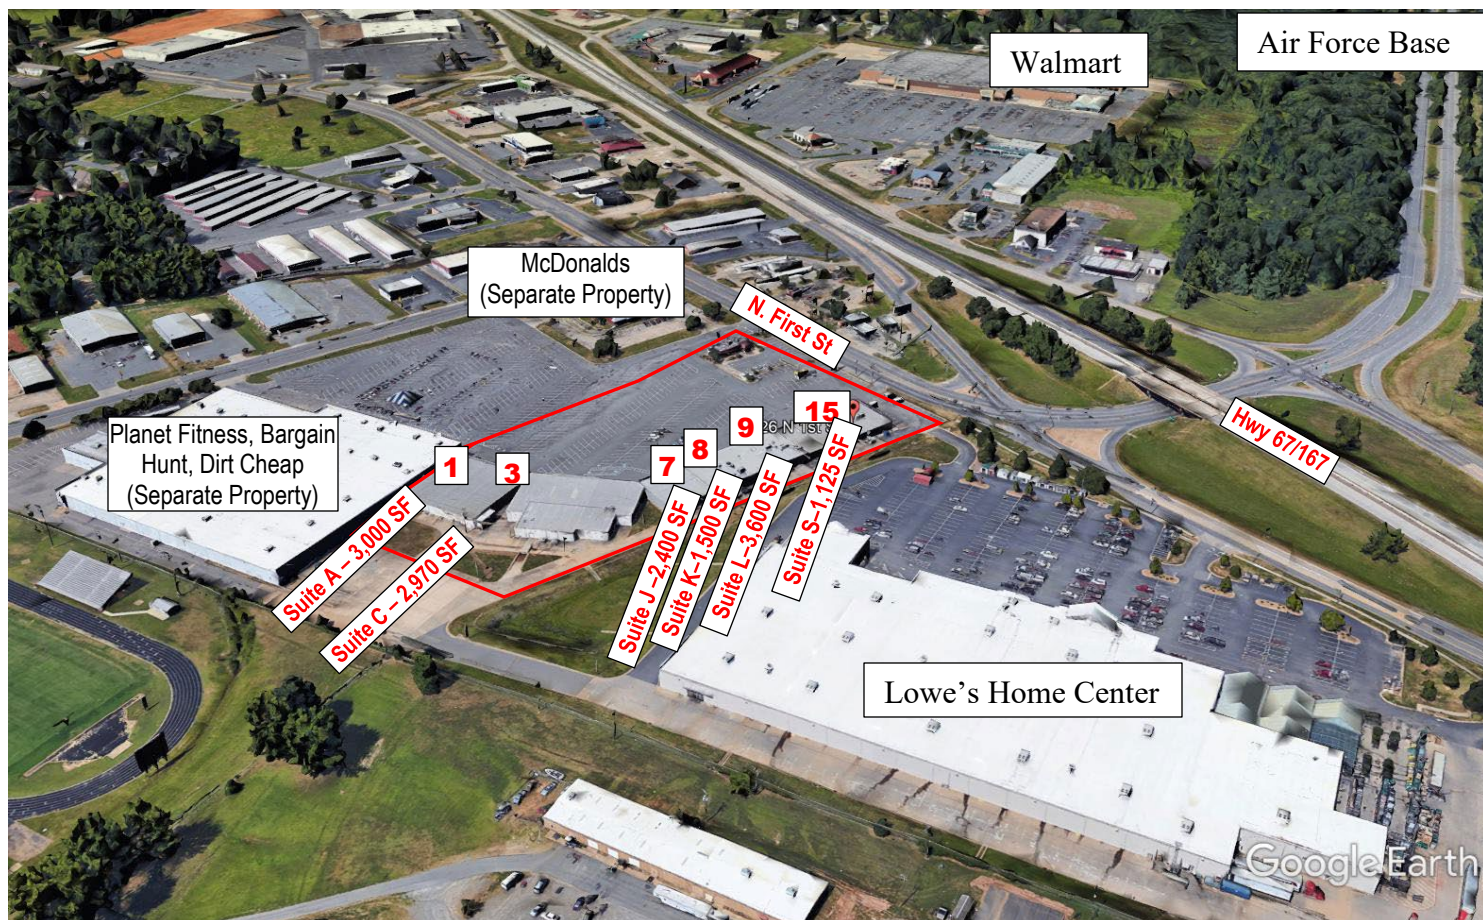 Air Force Base
Walmart
McDonalds
(Separate Property)
N. First St
Planet Fitness, Bargain
Hunt, Dirt Cheap
(Separate Property)
1
3
7
8
9
15
26 N 1st S
Hwy 67/167
Suite A – 3,000 SF
Suite C – 2,970 SF
Suite J –2,400 SF
Suite K–1,500 SF
Suite L–3,600 SF
Suite S–1,125 SF
Lowe's Home Center
Google Earth